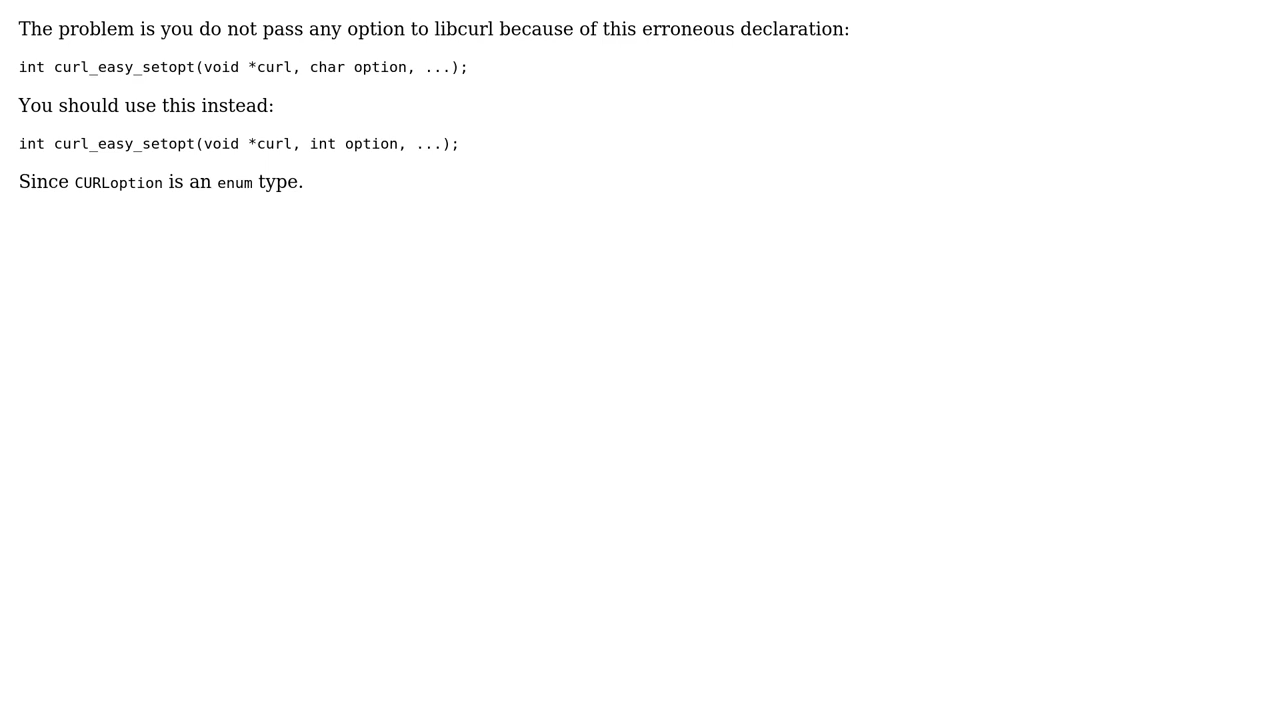 The problem is you do not pass any option to libcurl because of this erroneous declaration:
int curl_easy_setopt(void *curl, char option, ...);
You should use this instead:
int curl_easy_setopt(void *curl, int option, ...);
Since CURLoption is an enum type.